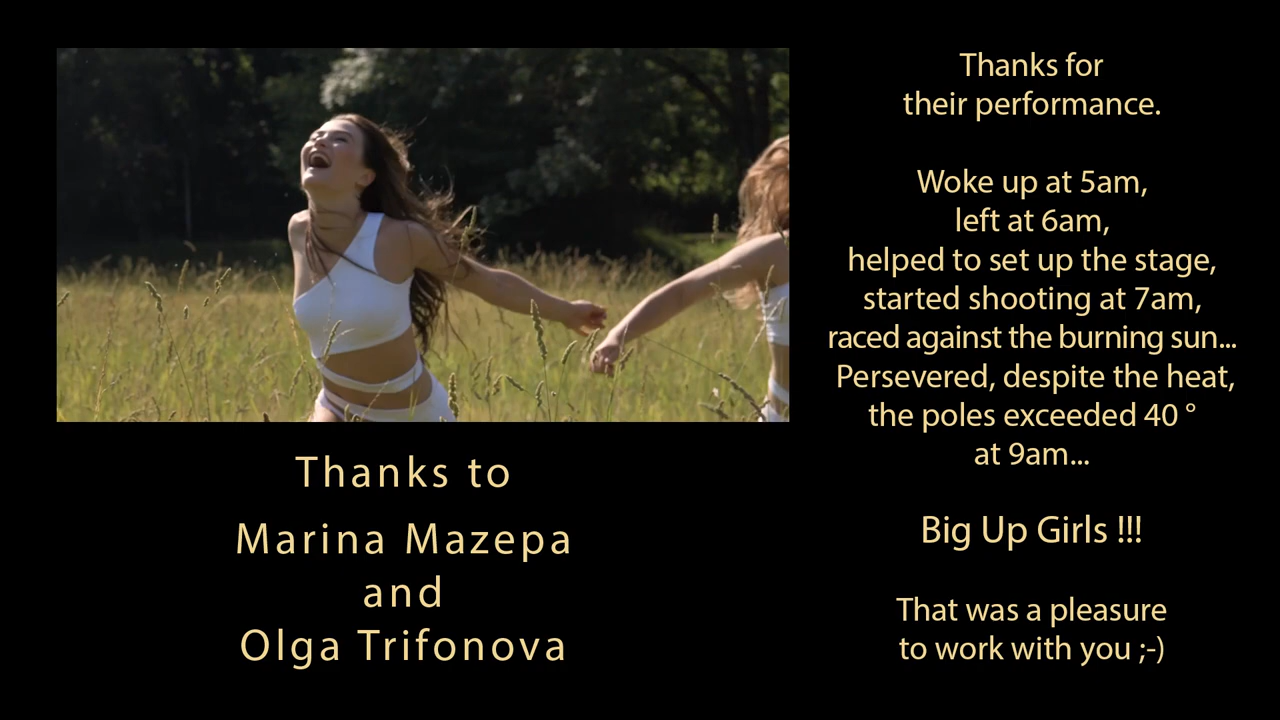 Thanks to
Marina Mazepa
and
Olga Trifonova
Thanks for
their performance.
Woke up at 5am,
left at 6am,
helped to set up the stage,
started shooting at 7am,
raced against the burning sun...
Persevered, despite the heat,
the poles exceeded 40 °
at 9am...
Big Up Girls !!!
That was a pleasure
to work with you ;-)